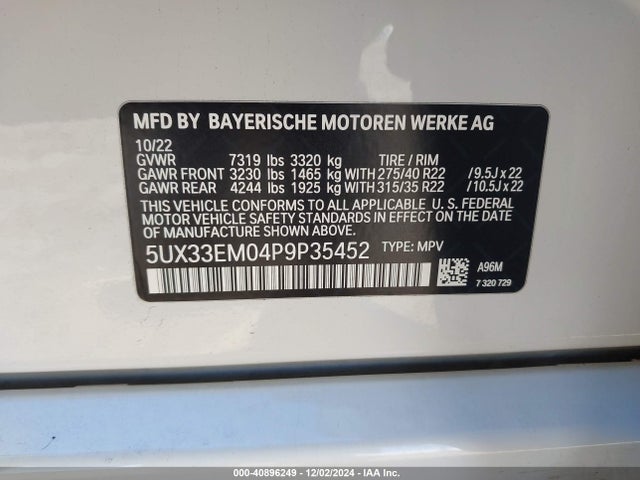 MFD BY BAYERISCHE MOTOREN WERKE AG
10/22
GVWR 7319 lbs 3320 kg TIRE / RIM
GAWR FRONT 3230 lbs 1465 kg WITH 275/40 R22 / 9.5J x 22
GAWR REAR 4244 lbs 1925 kg WITH 315/35 R22 / 10.5J x 22
THIS VEHICLE CONFORMS TO ALL APPLICABLE U. S. FEDERAL
MOTOR VEHICLE SAFETY STANDARDS IN EFFECT ON THE DATE
OF MANUFACTURE SHOWN ABOVE.
5UX33EM04P9P35452 TYPE: MPV
A96M
7 320 729
000-40896249 - 12/02/2024 - IAA Inc.